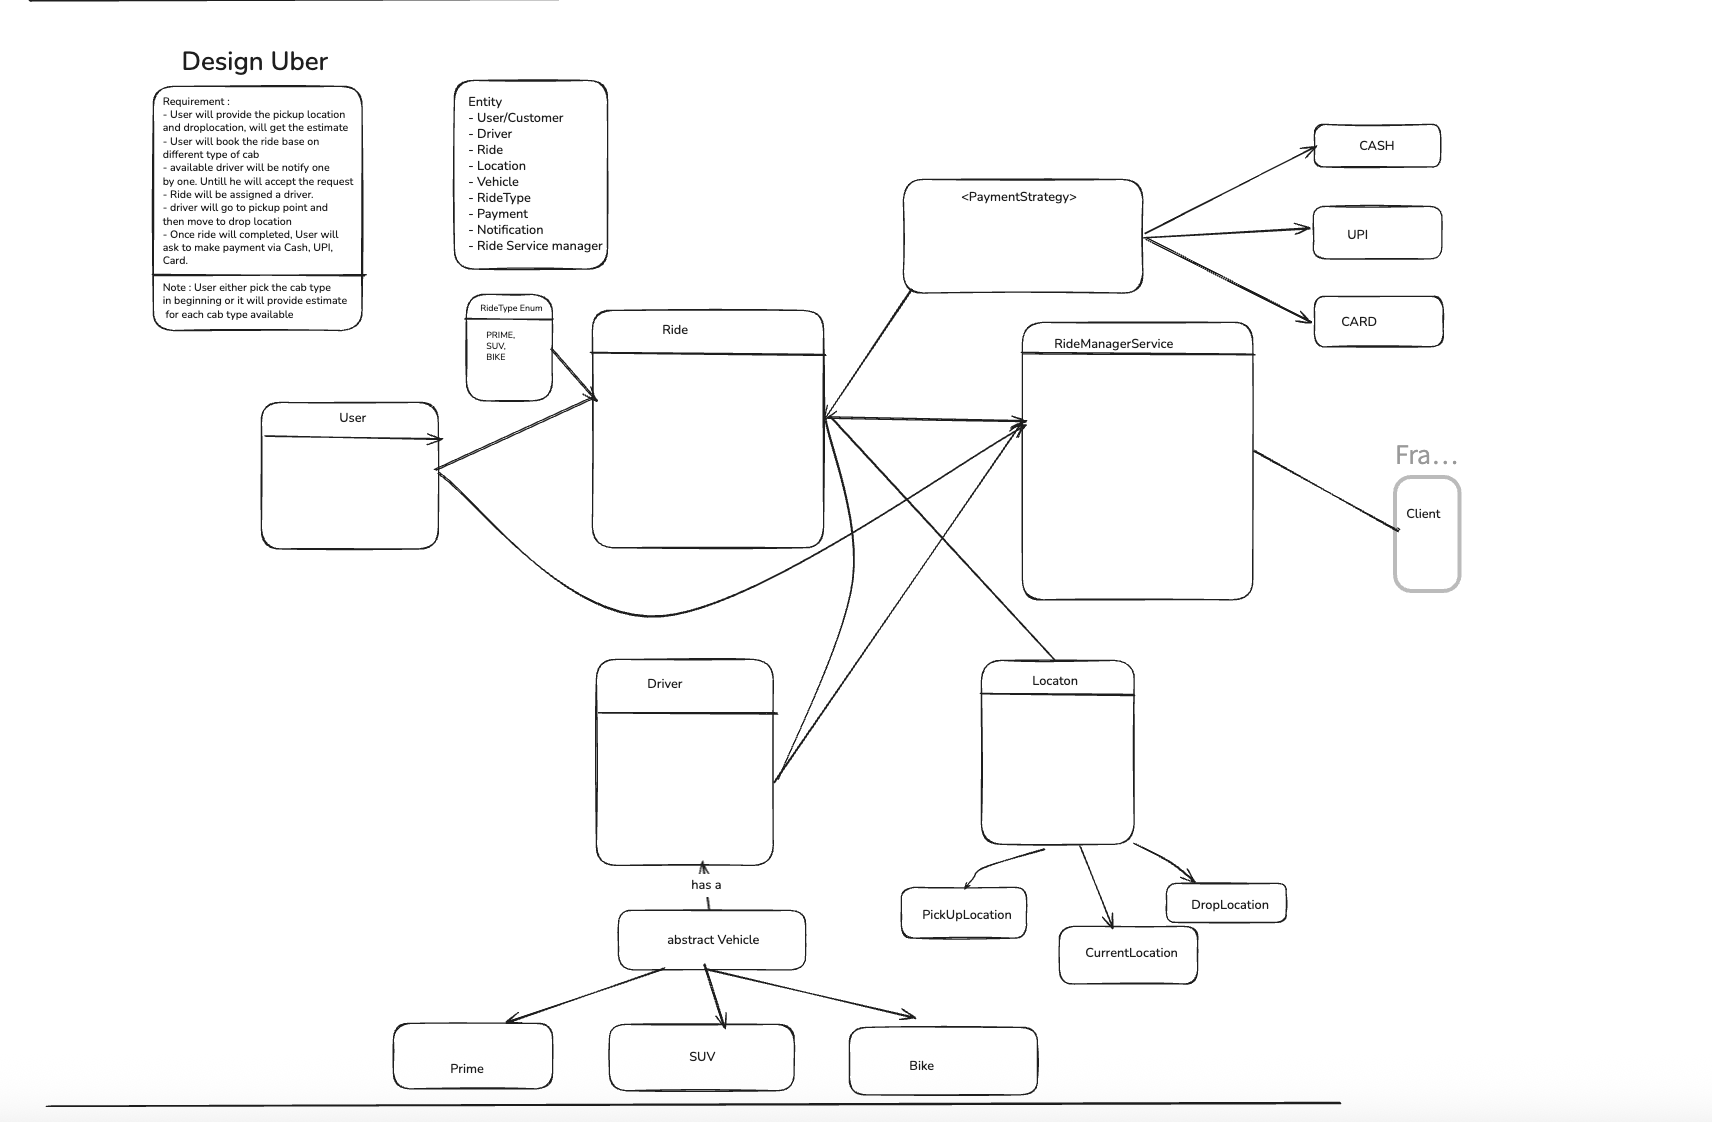 Design Uber
Requirement :
- User will provide the pickup location
and droplocation, will get the estimate
- User will book the ride base on
different type of cab
- available driver will be notify one
by one. Untill he will accept the request
- Ride will be assigned a driver.
- driver will go to pickup point and
then move to drop location
- Once ride will completed, User will
ask to make payment via Cash, UPI,
Card.
Note : User either pick the cab type
in beginning or it will provide estimate
for each cab type available
Entity
- User/Customer
- Driver
- Ride
- Location
- Vehicle
- RideType
- Payment
- Notification
- Ride Service manager
<PaymentStrategy>
CASH
UPI
CARD
RideType Enum
PRIME,
SUV,
BIKE
Ride
RideManagerService
User
Fra...
Client
Driver
Locaton
has a
abstract Vehicle
PickUpLocation
DropLocation
CurrentLocation
Prime
SUV
Bike